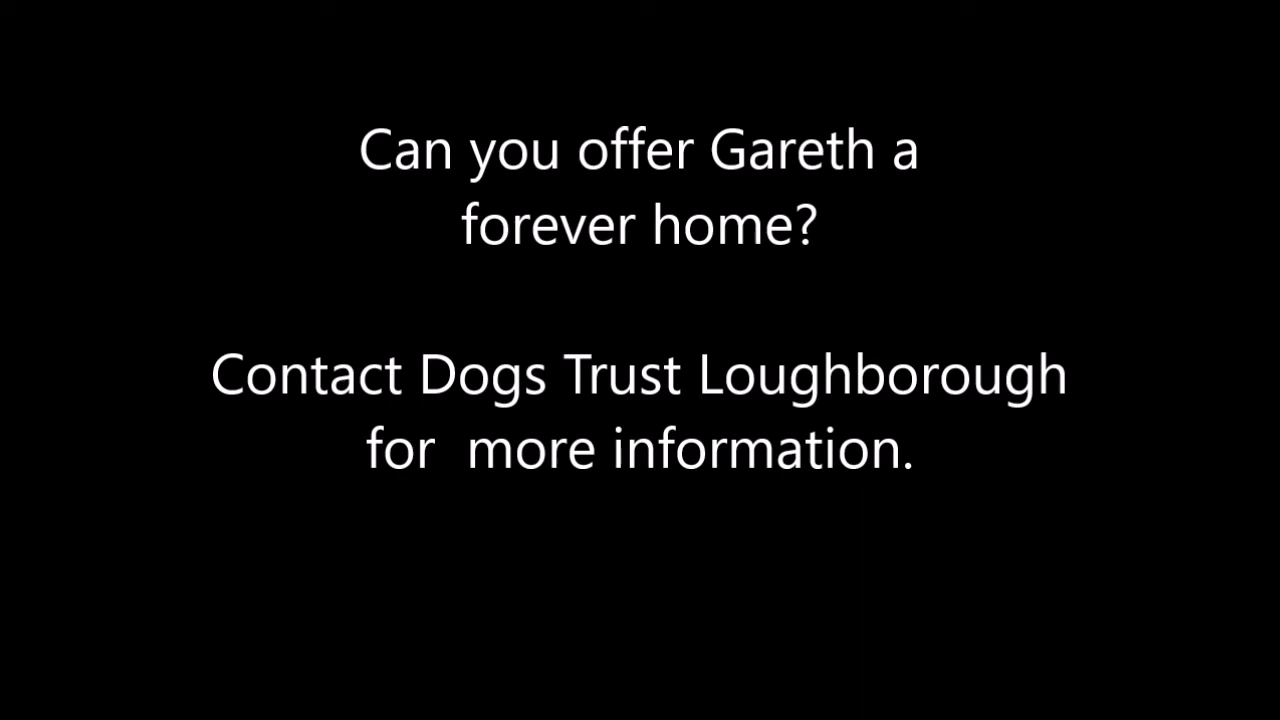 Can you offer Gareth a
forever home?
Contact Dogs Trust Loughborough
for  more information.